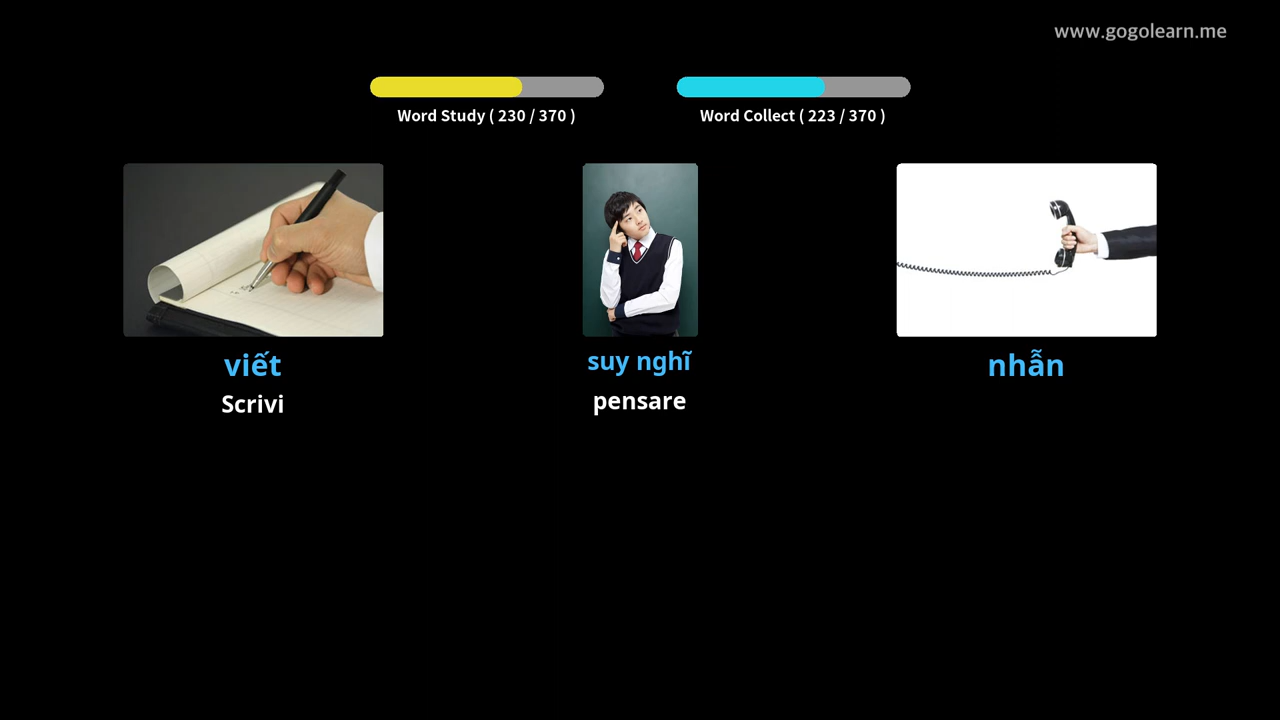 www.gogolearn.me
Word Study ( 230 / 370 )
Word Collect ( 223 / 370 )
viết
suy nghĩ
nhẫn
Scrivi
pensare